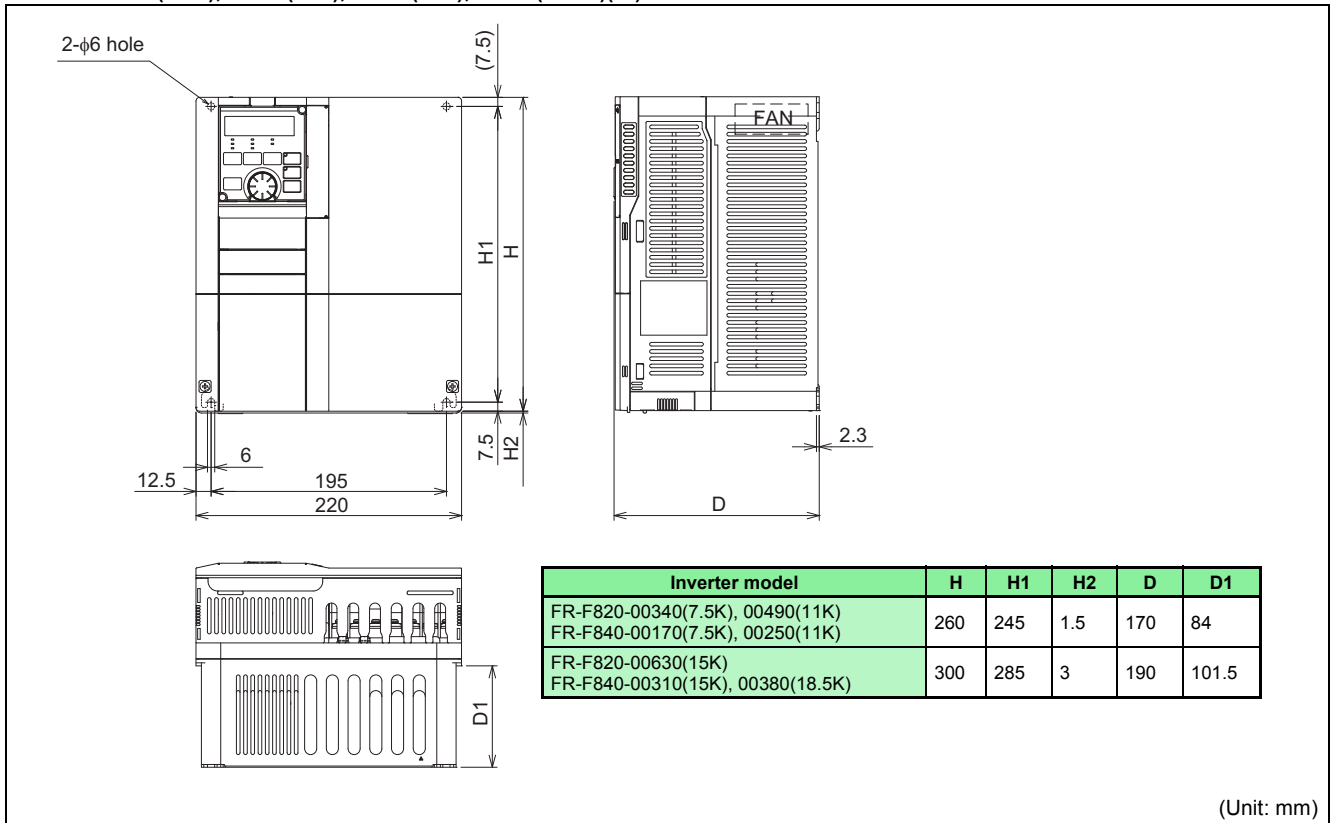 2-ϕ6 hole
(7.5)
FAN
H1
H
7.5
H2
6
12.5
195
220
2.3
D
D1
Inverter model H H1 H2 D D1
FR-F820-00340(7.5K), 00490(11K)
FR-F840-00170(7.5K), 00250(11K)
260 245 1.5 170 84
FR-F820-00630(15K)
FR-F840-00310(15K), 00380(18.5K)
300 285 3 190 101.5
(Unit: mm)